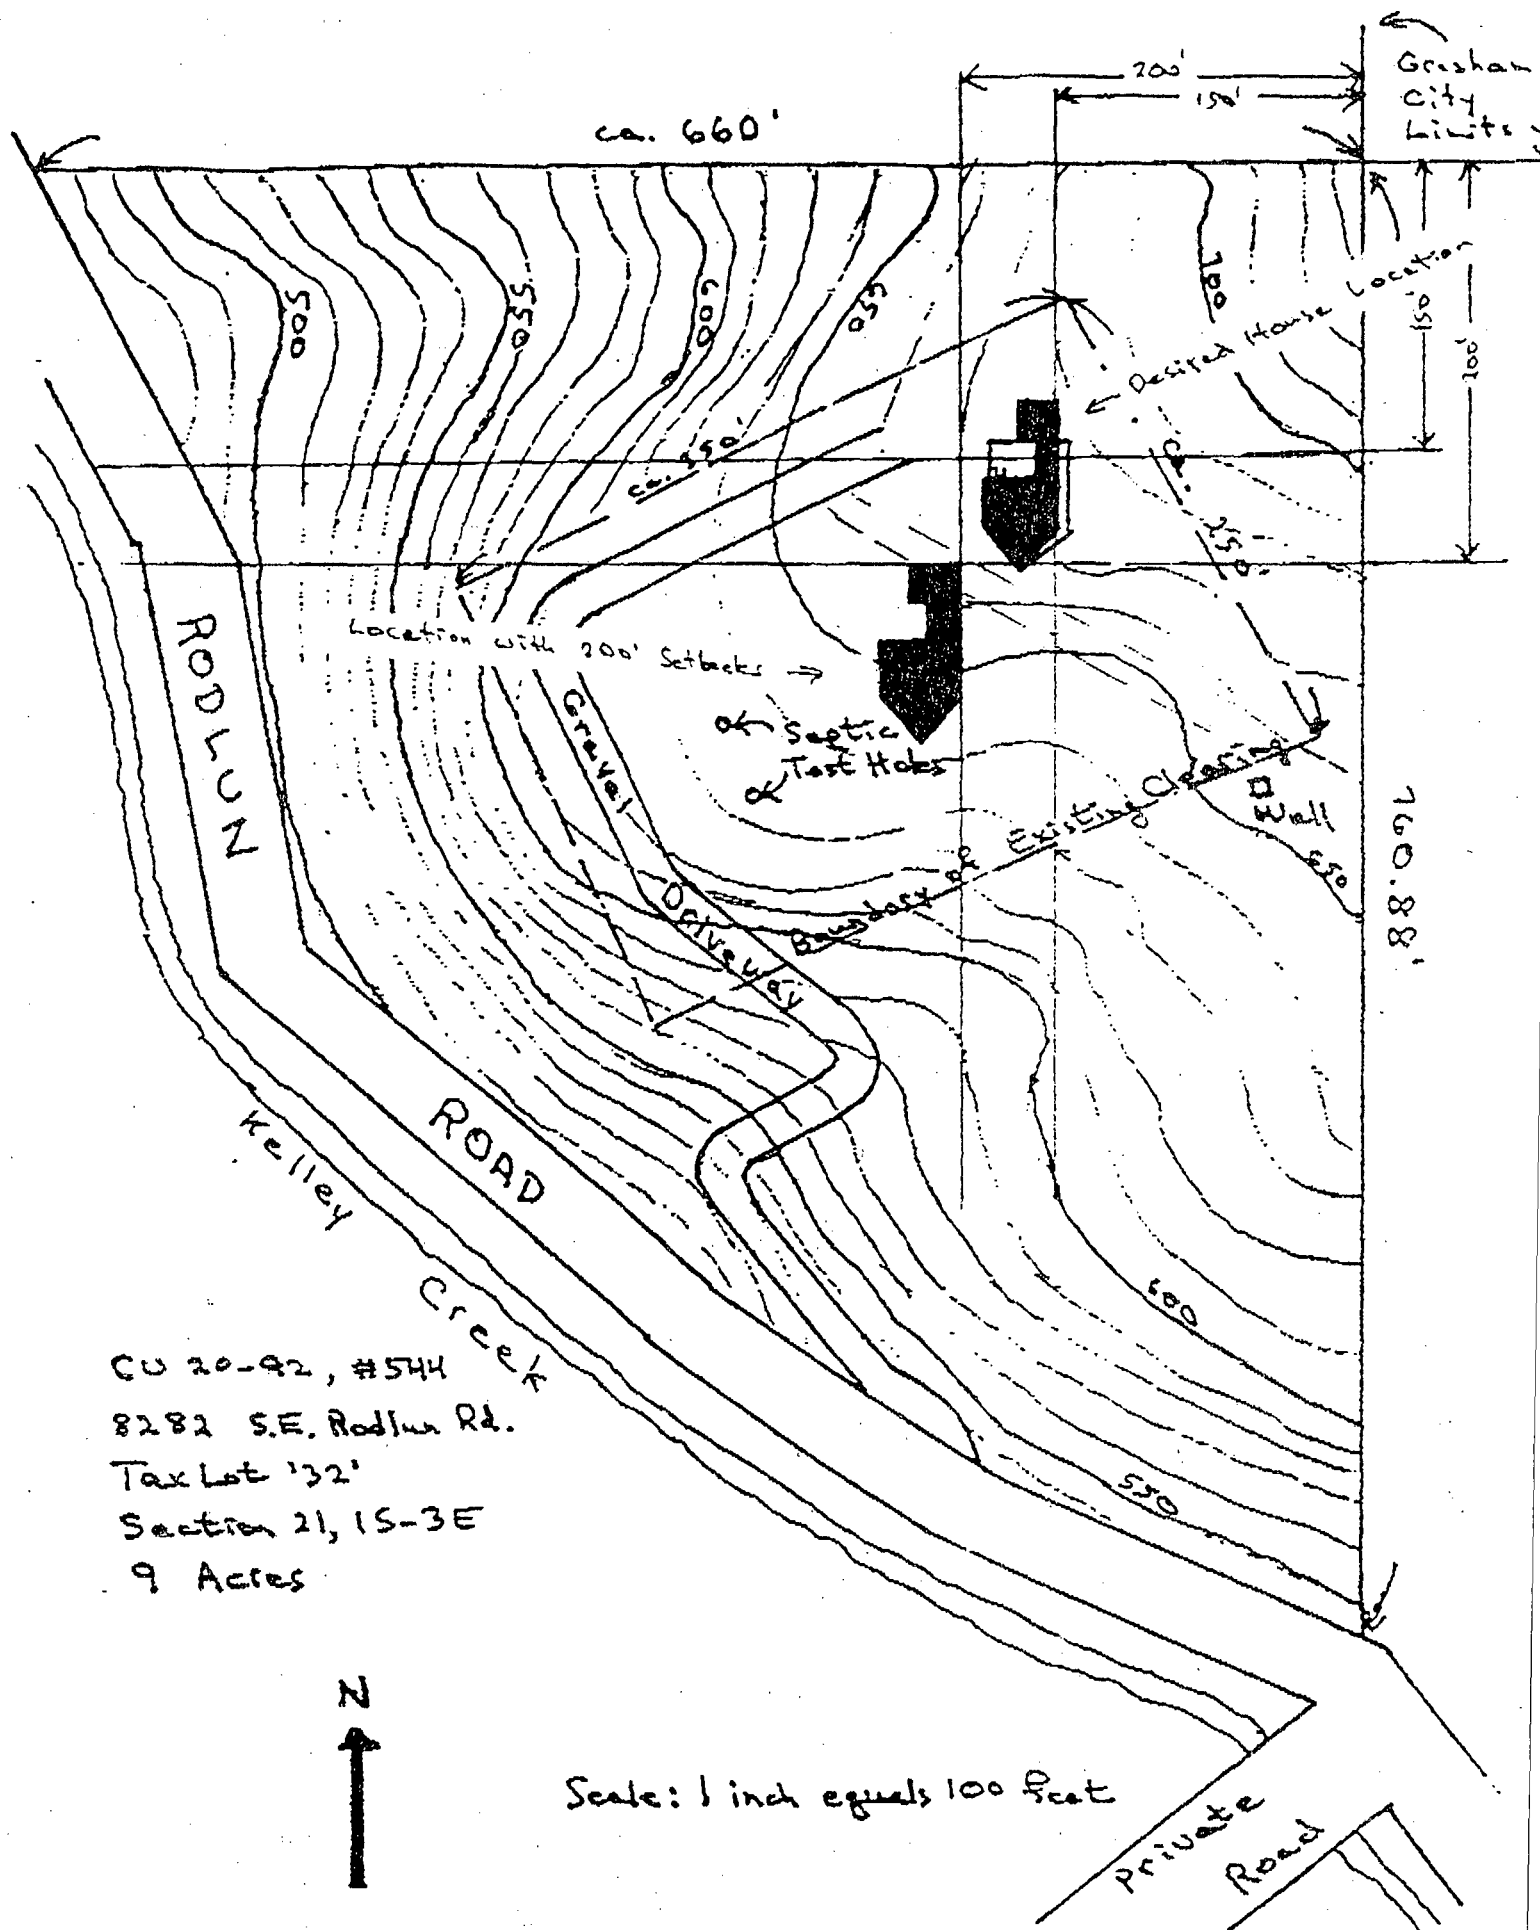 200'
150'
Gresham
City
Limits
ca. 660'
500
550
600
650
700
Desired House Location
150'
200'
ca. 350'
ca. 250'
Location with 200' Setbacks
RODLUN
ROAD
Gravel
Driveway
Septic
Test Holes
Boundary of Existing Clearing
Well
650
760.88'
Kelley
Creek
600
550
CU 20-92, #544
8282 S.E. Rodlun Rd.
Tax Lot '32'
Section 21, 1S-3E
9 Acres
N
Scale: 1 inch equals 100 feet
Private
Road